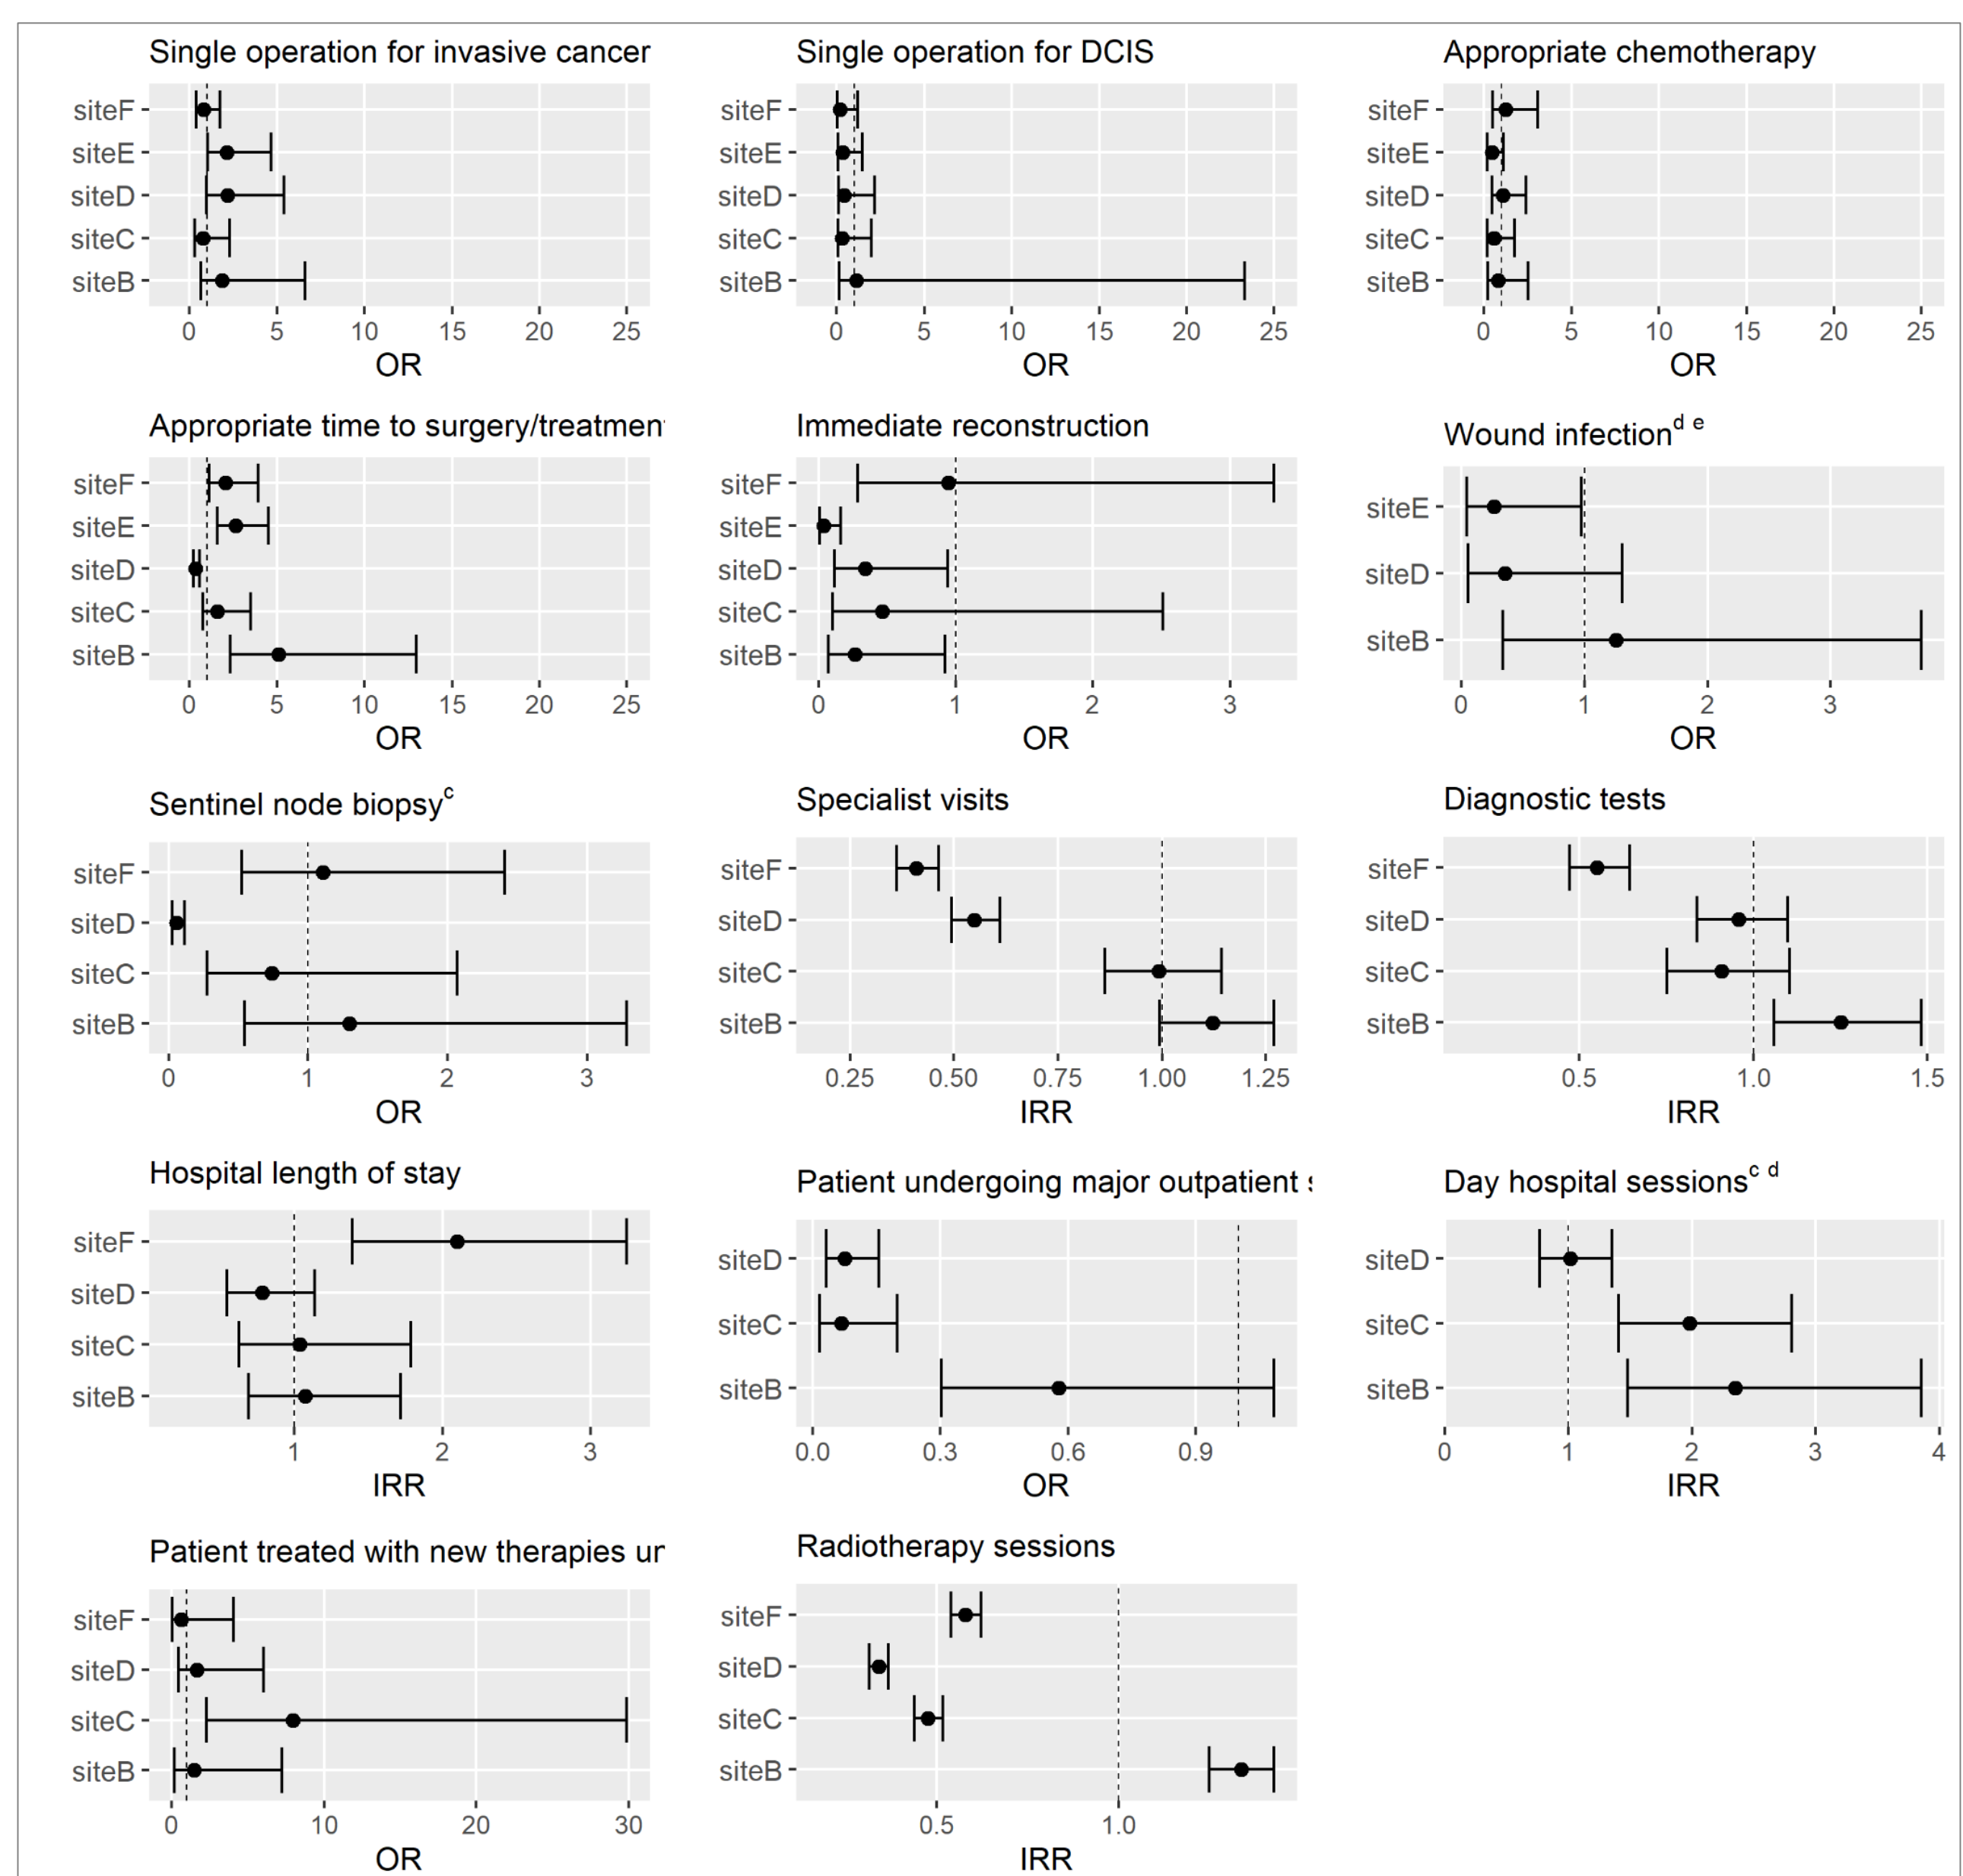 Single operation for invasive cancer
siteF
siteE
siteD
siteC
siteB
0 5 10 15 20 25
OR
Single operation for DCIS
siteF
siteE
siteD
siteC
siteB
0 5 10 15 20 25
OR
Appropriate chemotherapy
siteF
siteE
siteD
siteC
siteB
0 5 10 15 20 25
OR
Appropriate time to surgery/treatment
siteF
siteE
siteD
siteC
siteB
0 5 10 15 20 25
OR
Immediate reconstruction
siteF
siteE
siteD
siteC
siteB
0 1 2 3
OR
Wound infection^d e
siteE
siteD
siteB
0 1 2 3
OR
Sentinel node biopsy^c
siteF
siteD
siteC
siteB
0 1 2 3
OR
Specialist visits
siteF
siteD
siteC
siteB
0.25 0.50 0.75 1.00 1.25
IRR
Diagnostic tests
siteF
siteD
siteC
siteB
0.5 1.0 1.5
IRR
Hospital length of stay
siteF
siteD
siteC
siteB
1 2 3
IRR
Patient undergoing major outpatient
siteD
siteC
siteB
0.0 0.3 0.6 0.9
OR
Day hospital sessions^c d
siteD
siteC
siteB
0 1 2 3 4
IRR
Patient treated with new therapies
siteF
siteD
siteC
siteB
0 10 20 30
OR
Radiotherapy sessions
siteF
siteD
siteC
siteB
0.5 1.0
IRR